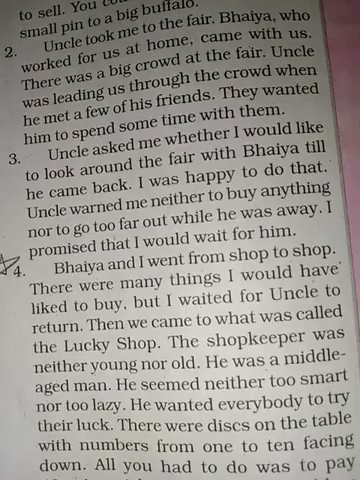 to sell. You
small pin to a big buffalo.
2. Uncle took me to the fair. Bhaiya, who
worked for us at home, came with us.
There was a big crowd at the fair. Uncle
was leading us through the crowd when
he met a few of his friends. They wanted
him to spend some time with them.
3. Uncle asked me whether I would like
to look around the fair with Bhaiya till
he came back. I was happy to do that.
Uncle warned me neither to buy anything
nor to go too far out while he was away. I
promised that I would wait for him.
4. Bhaiya and I went from shop to shop.
There were many things I would have
liked to buy, but I waited for Uncle to
return. Then we came to what was called
the Lucky Shop. The shopkeeper was
neither young nor old. He was a middle-
aged man. He seemed neither too smart
nor too lazy. He wanted everybody to try
their luck. There were discs on the table
with numbers from one to ten facing
down. All you had to do was to pay